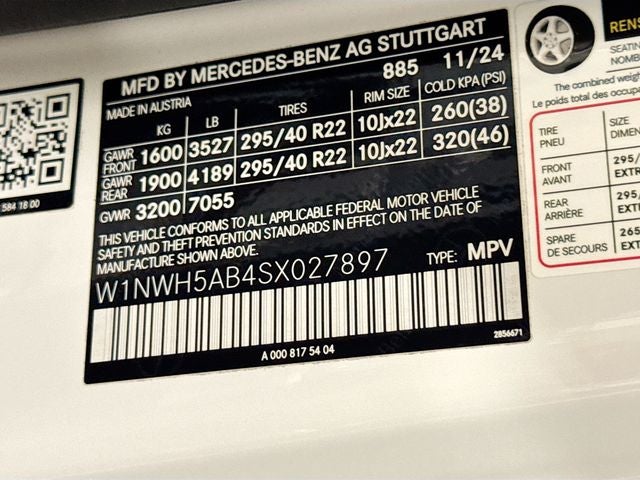 MFD BY MERCEDES-BENZ AG STUTTGART
MADE IN AUSTRIA 885 11/24
KG LB TIRES RIM SIZE COLD KPA(PSI)
GAWR FRONT 1600 3527 295/40 R22 10Jx22 260(38)
GAWR REAR 1900 4189 295/40 R22 10Jx22 320(46)
GVWR 3200 7055
THIS VEHICLE CONFORMS TO ALL APPLICABLE FEDERAL MOTOR VEHICLE
SAFETY AND THEFT BUMPER STANDARDS IN EFFECT ON THE DATE OF
MANUFACTURE SHOWN ABOVE.
W1NWH5AB4SX027897 TYPE: MPV
A 000 817 54 04
2856671
584 18 00
SEATIN
NOMB
The combined weig
Le poids total des occupa
TIRE
PNEU
SIZE
DIMEN
FRONT
AVANT
295/
EXTR
REAR
ARRIÈRE
295/
EXT
SPARE
DE SECOURS
265
EXT